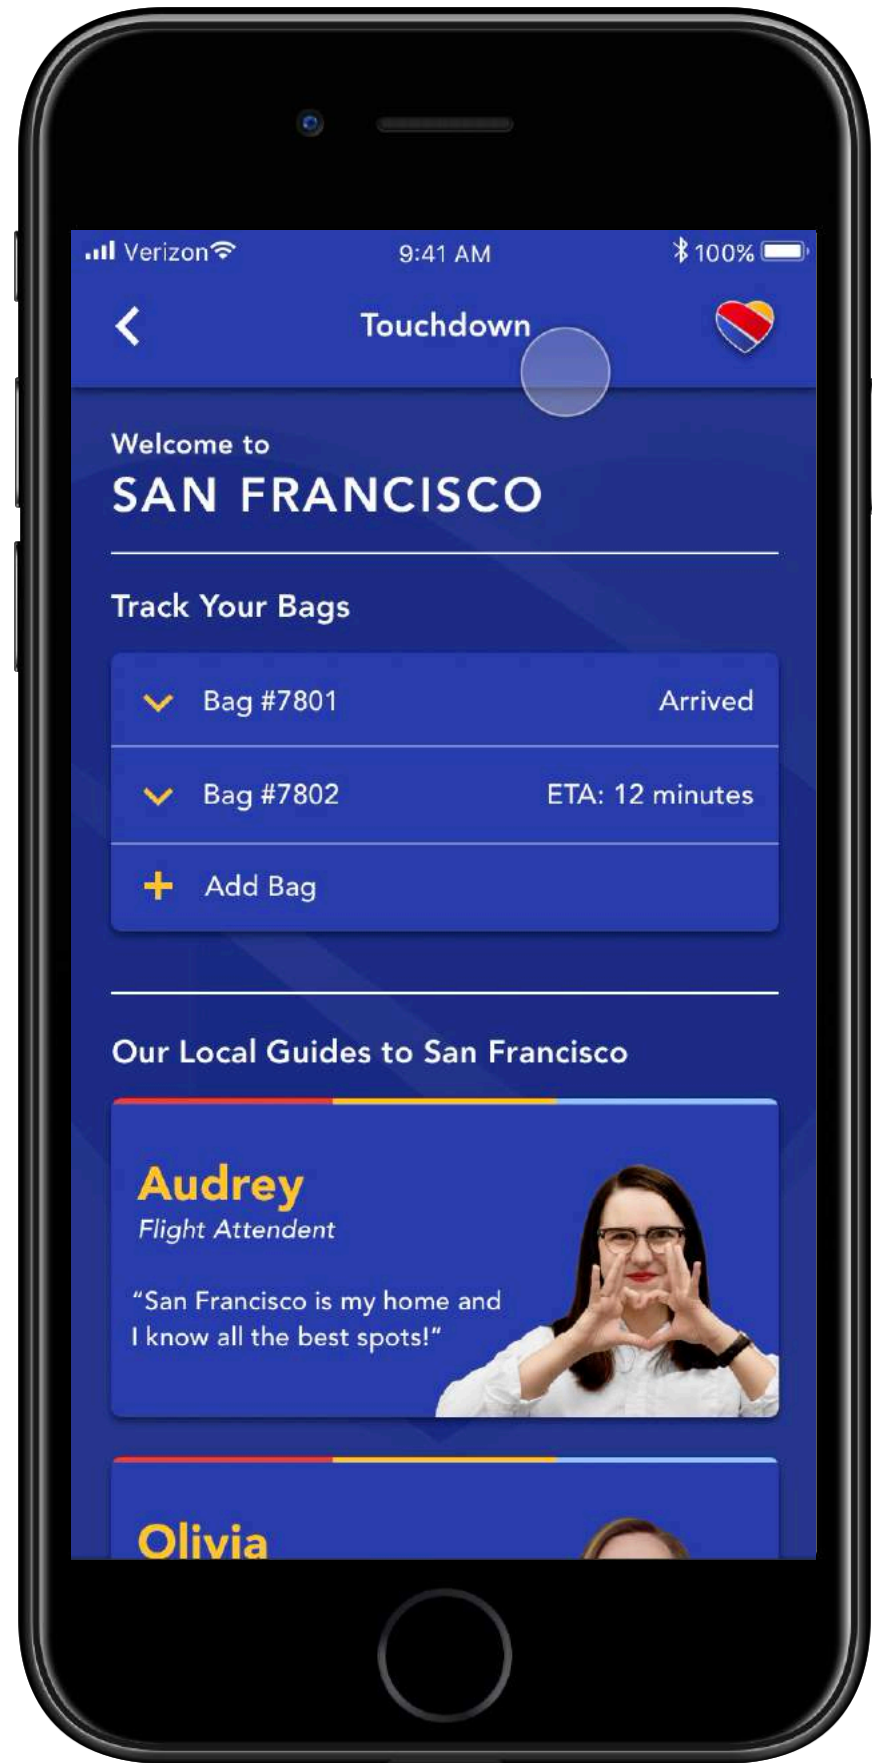 Verizon
9:41 AM
100%
Touchdown
Welcome to
SAN FRANCISCO
Track Your Bags
Bag #7801
Arrived
Bag #7802
ETA: 12 minutes
Add Bag
Our Local Guides to San Francisco
Audrey
Flight Attendent
“San Francisco is my home and
I know all the best spots!”
Olivia